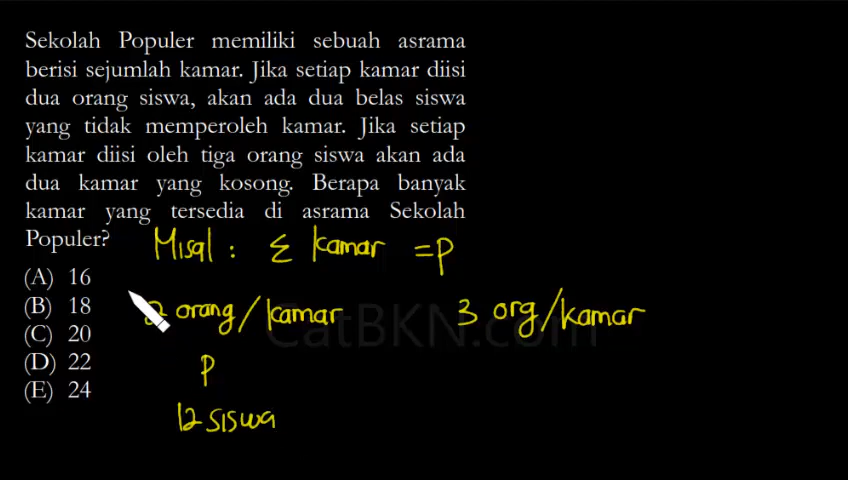 Sekolah Populer memiliki sebuah asrama
berisi sejumlah kamar. Jika setiap kamar diisi
dua orang siswa, akan ada dua belas siswa
yang tidak memperoleh kamar. Jika setiap
kamar diisi oleh tiga orang siswa akan ada
dua kamar yang kosong. Berapa banyak
kamar yang tersedia di asrama Sekolah
Populer?
Misal : Σ kamar = p
(A) 16
(B) 18
(C) 20
(D) 22
(E) 24
2 orang/kamar
3 org/kamar
p
12 siswa
CatBKN.com